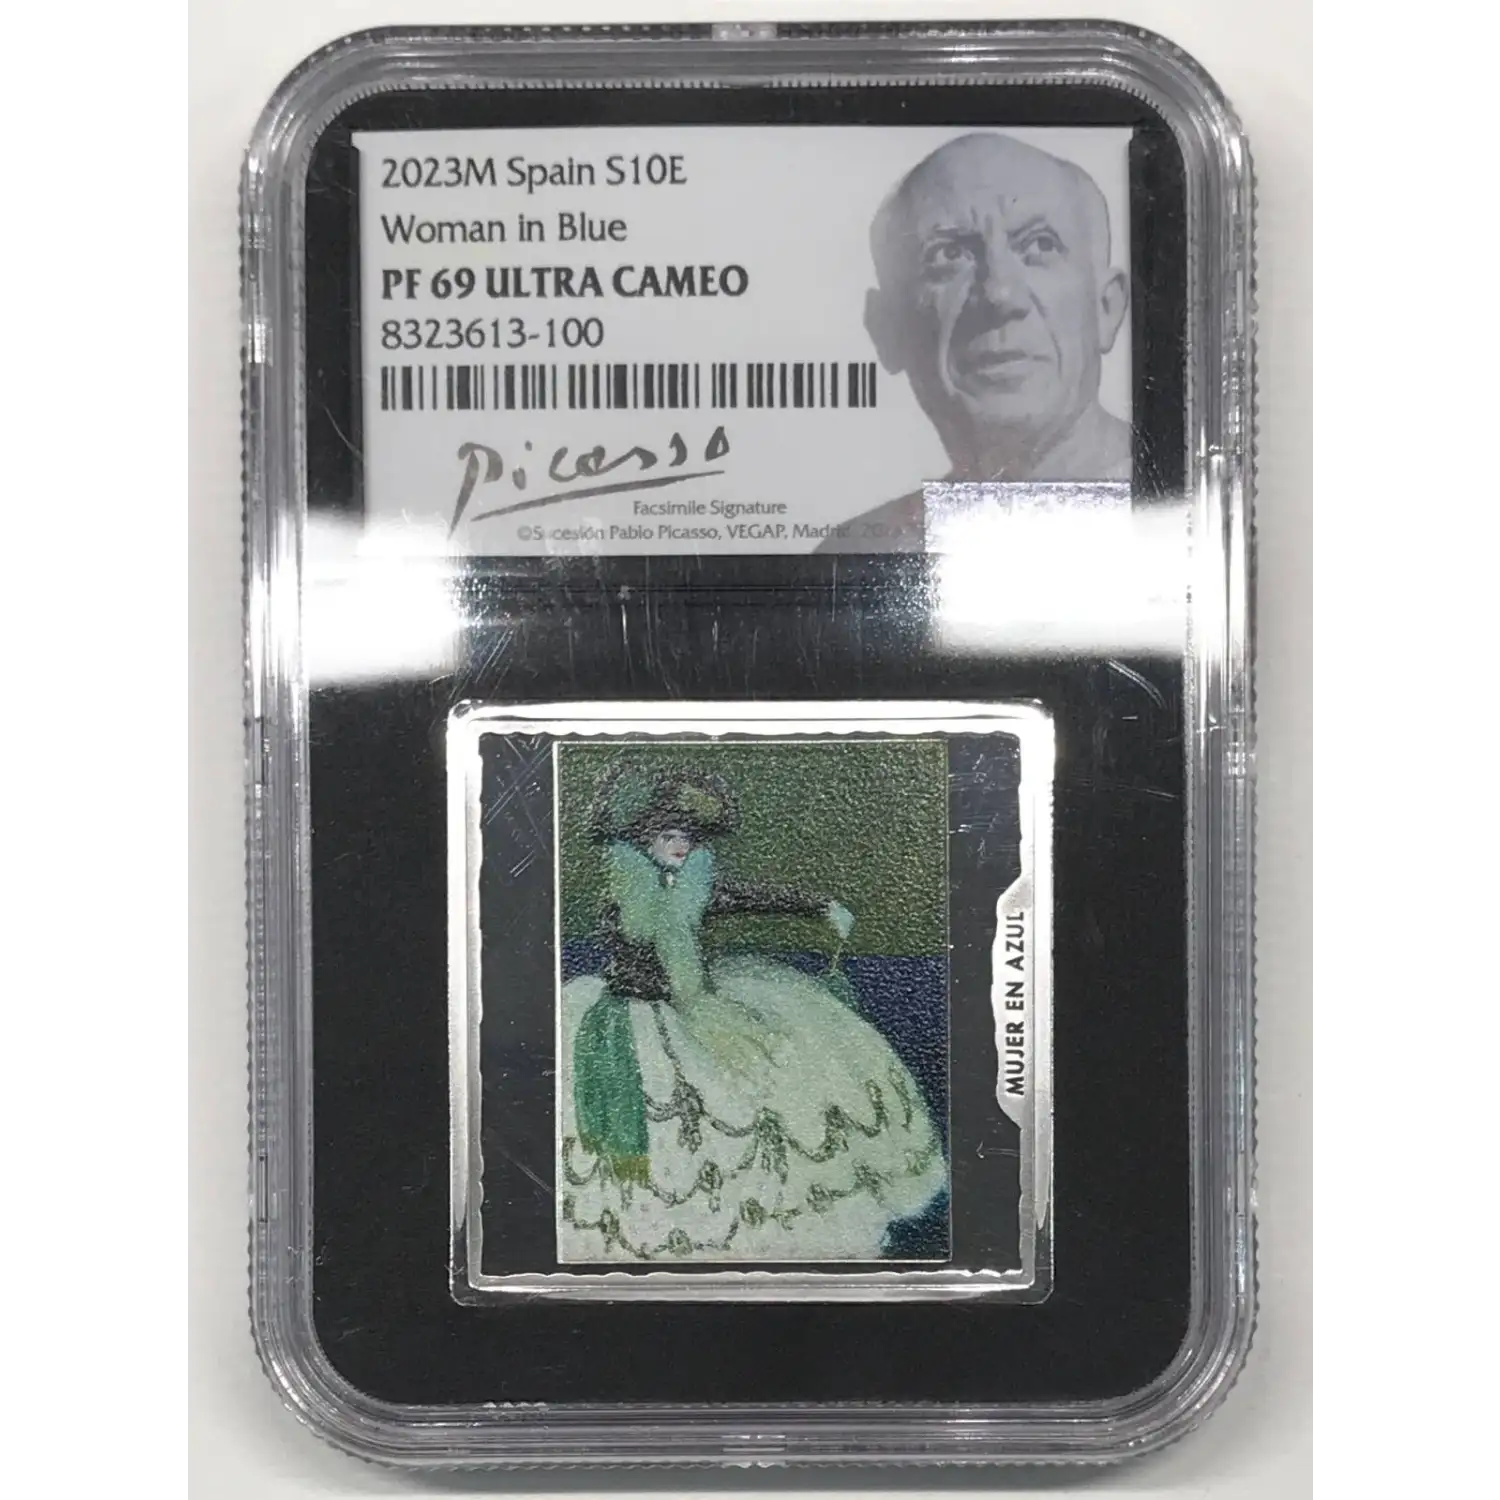 2023M Spain S10E
Woman in Blue
PF 69 ULTRA CAMEO
8323613-100
Picasso
Facsimile Signature
©Sucesión Pablo Picasso, VEGAP, Madrid
MUJER EN AZUL